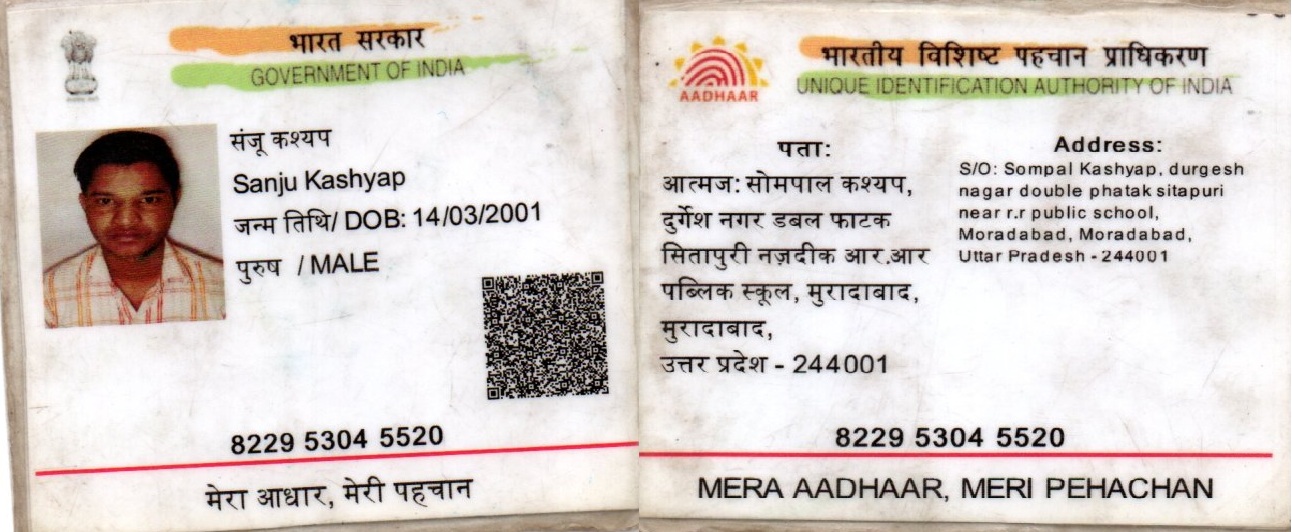 भारत सरकार
GOVERNMENT OF INDIA
संजू कश्यप
Sanju Kashyap
जन्म तिथि/ DOB: 14/03/2001
पुरुष / MALE
8229 5304 5520
मेरा आधार, मेरी पहचान
AADHAAR
भारतीय विशिष्ट पहचान प्राधिकरण
UNIQUE IDENTIFICATION AUTHORITY OF INDIA
पता:
आत्मज: सोमपाल कश्यप,
दुर्गेश नगर डबल फाटक
सितापुरी नज़दीक आर.आर
पब्लिक स्कूल, मुरादाबाद,
मुरादाबाद,
उत्तर प्रदेश - 244001
Address:
S/O: Sompal Kashyap, durgesh
nagar double phatak sitapuri
near r.r public school,
Moradabad, Moradabad,
Uttar Pradesh - 244001
8229 5304 5520
MERA AADHAAR, MERI PEHACHAN